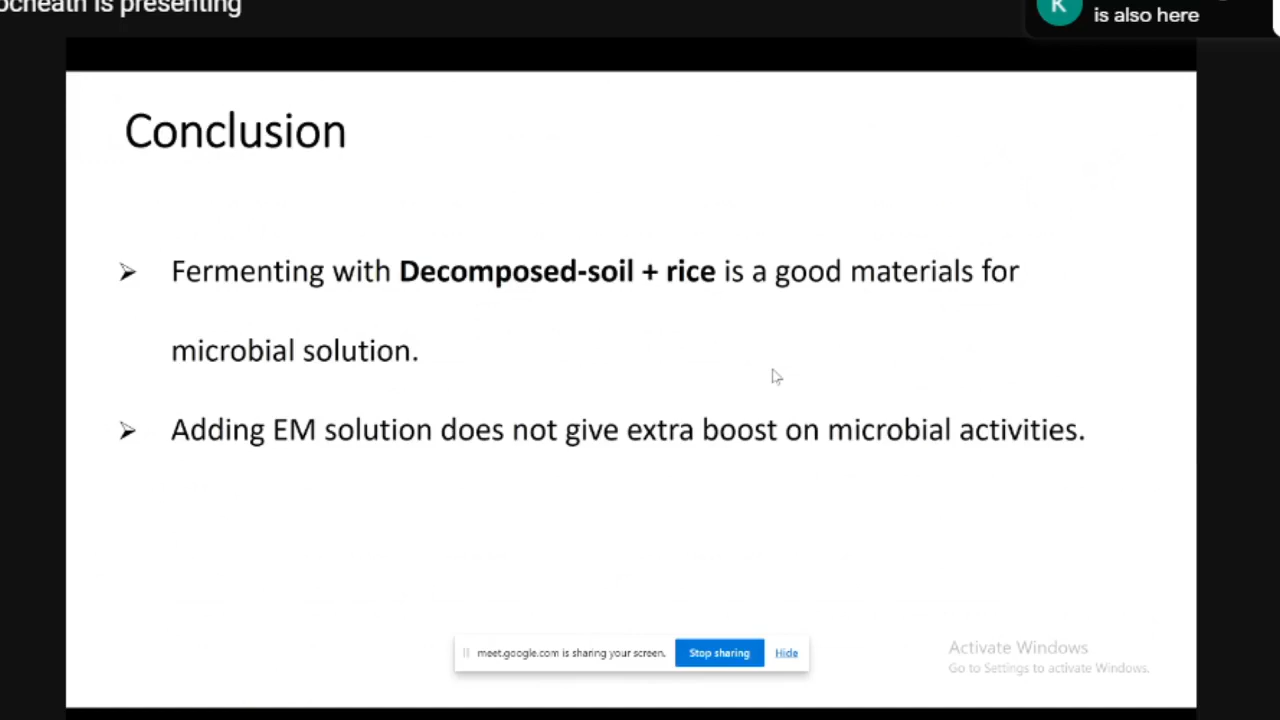 is presenting
K
is also here
Conclusion
➢ Fermenting with Decomposed-soil + rice is a good materials for
microbial solution.
➢ Adding EM solution does not give extra boost on microbial activities.
meet.google.com is sharing your screen. Stop sharing Hide
Activate Windows
Go to Settings to activate Windows.